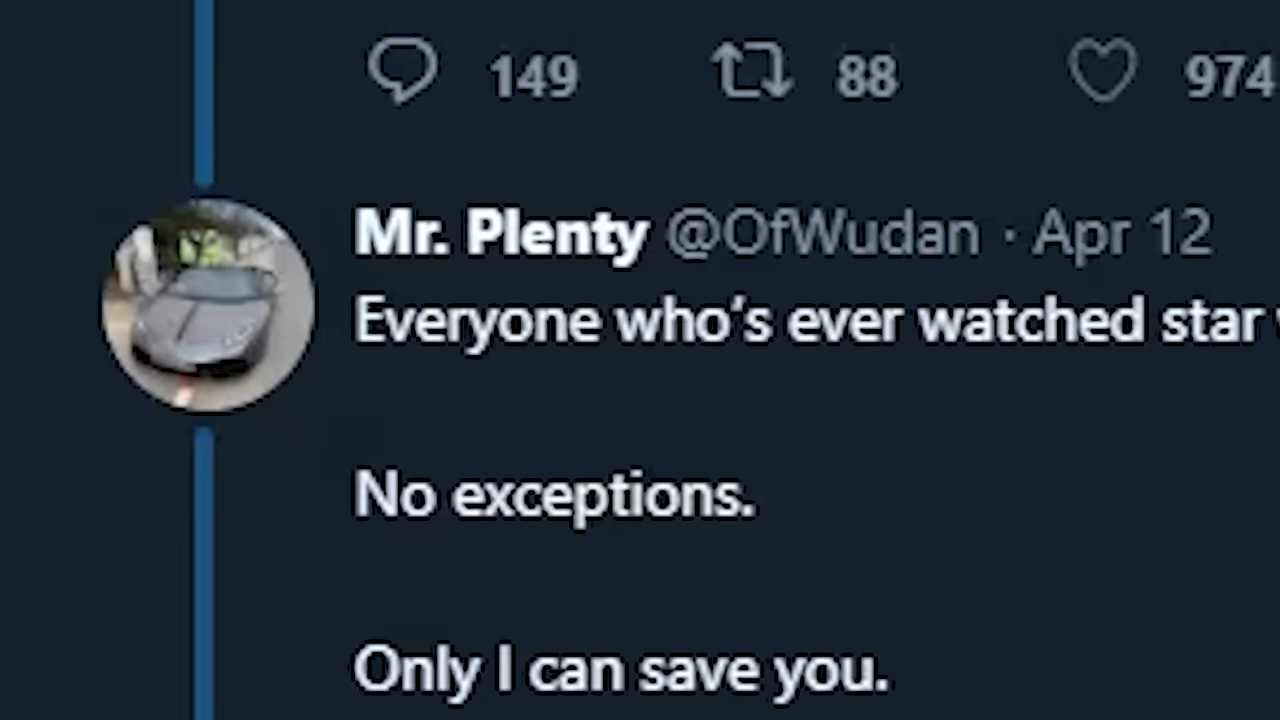 149 88 974
Mr. Plenty @OfWudan · Apr 12
Everyone who's ever watched star
No exceptions.
Only I can save you.